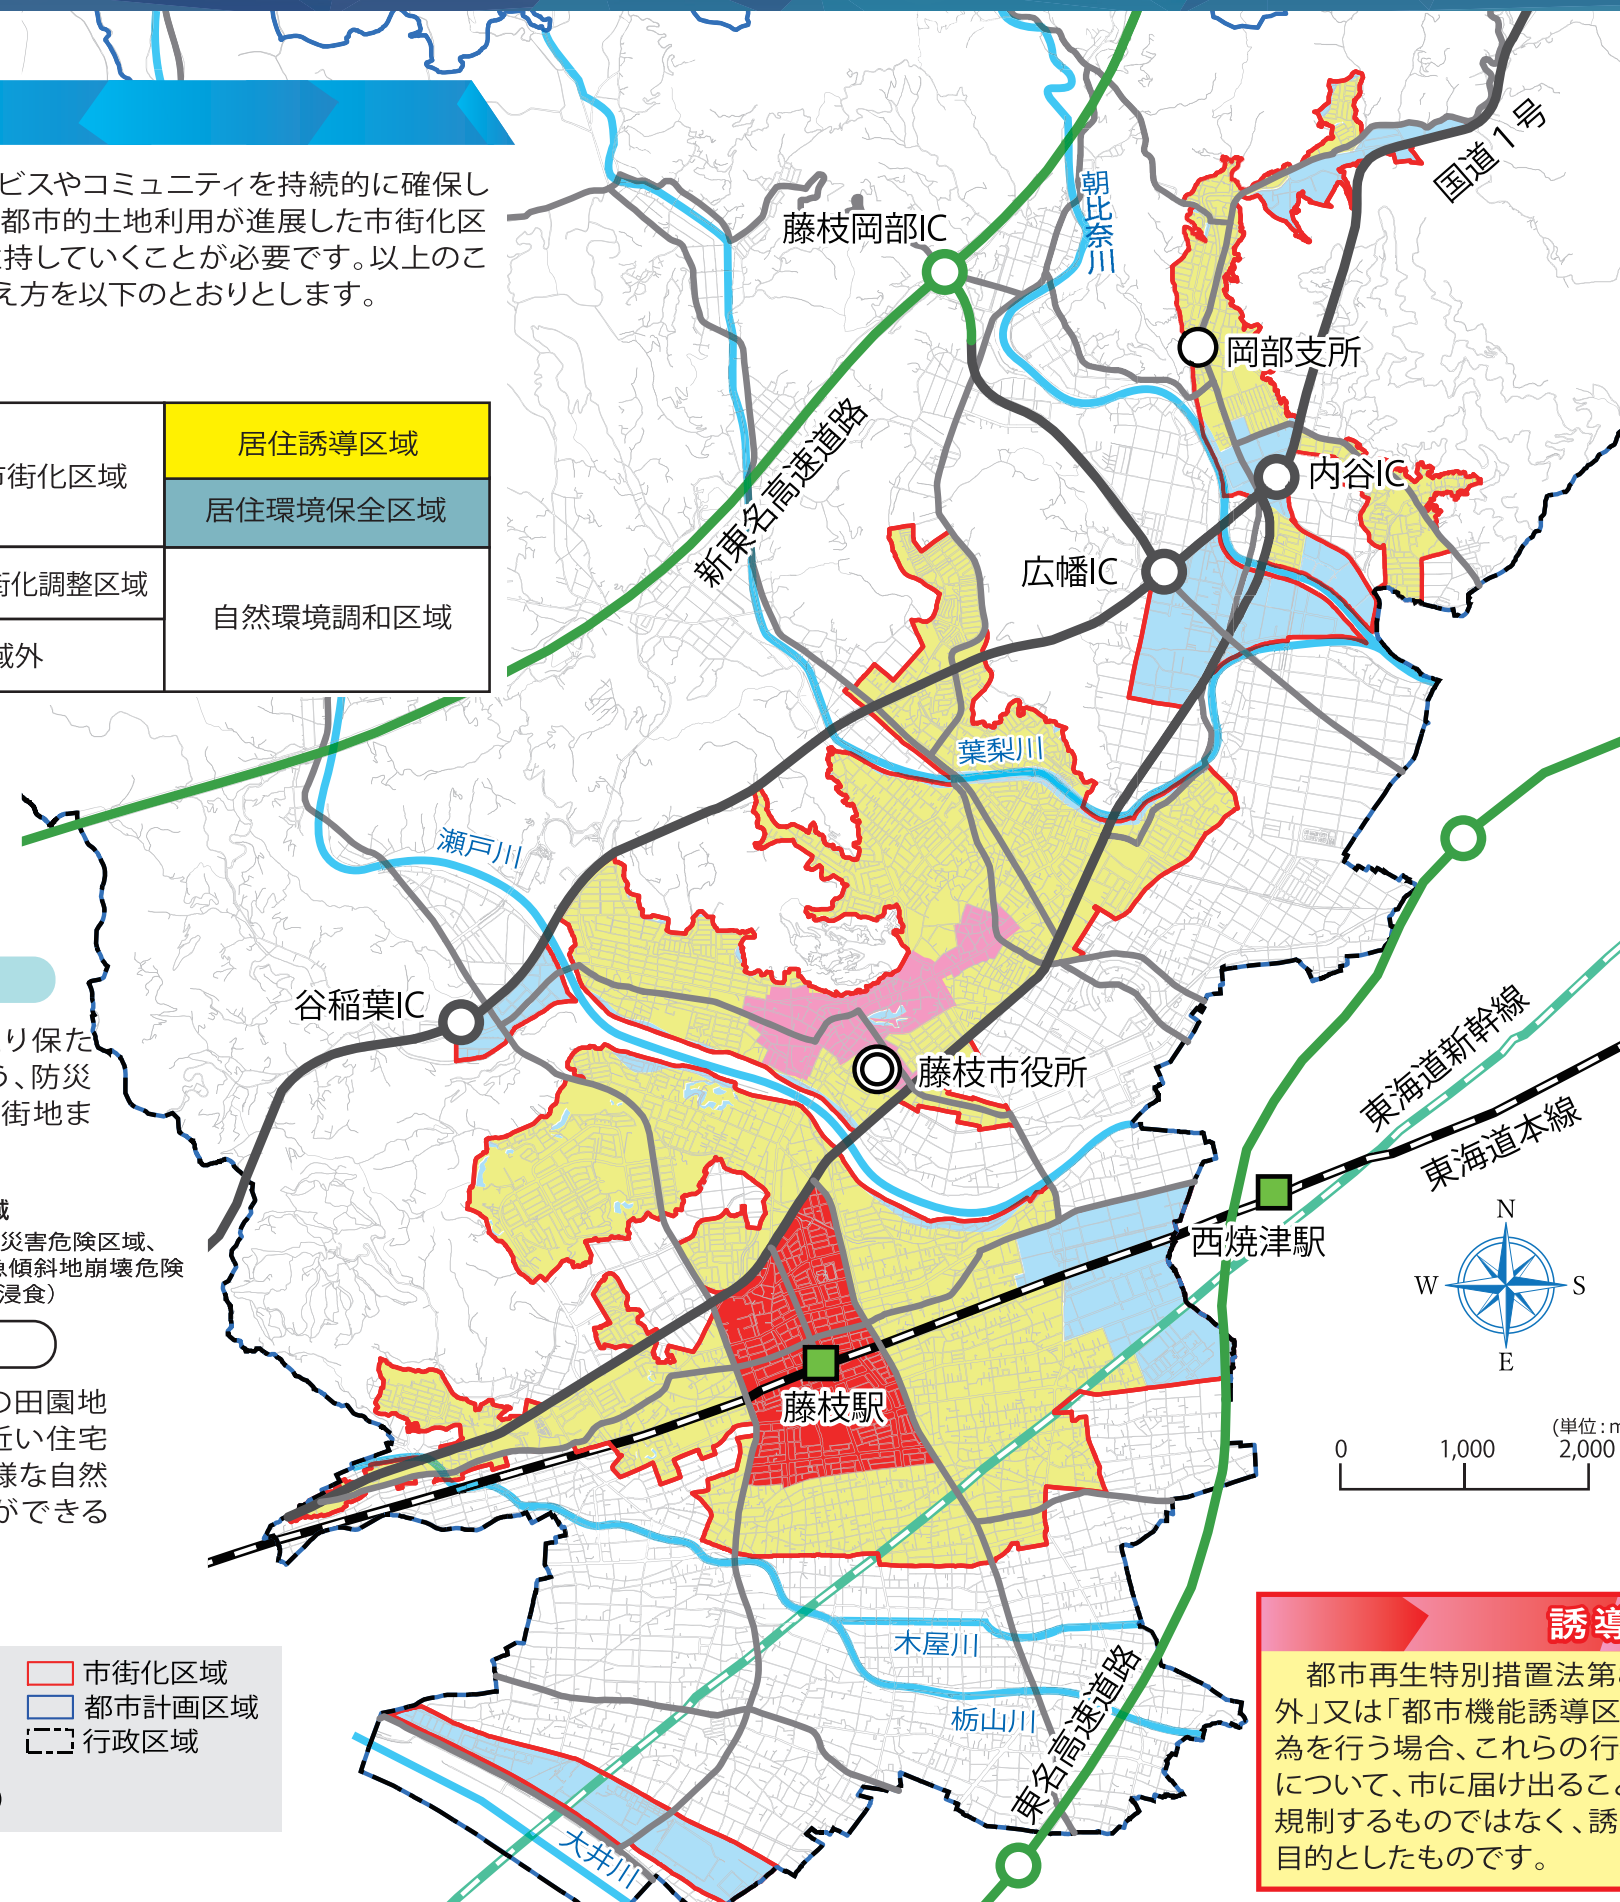 ビスやコミュニティを持続的に確保し
都市的土地利用が進展した市街化区
持していくことが必要です。以上のこ
え方を以下のとおりとします。
市街化区域
居住誘導区域
居住環境保全区域
街化調整区域
域外
自然環境調和区域
国道1号
朝比奈川
藤枝岡部IC
岡部支所
新東名高速道路
内谷IC
広幡IC
葉梨川
瀬戸川
谷稲葉IC
藤枝市役所
東海道新幹線
東海道本線
西焼津駅
藤枝駅
N
W
S
E
(単位:m
0 1,000 2,000
り保た
う、防災
街地ま
域
災害危険区域、
急傾斜地崩壊危険
浸食)
の田園地
近い住宅
様な自然
ができる
市街化区域
都市計画区域
行政区域
)
木屋川
栃山川
東名高速道路
大井川
誘導
都市再生特別措置法第
外」又は「都市機能誘導区
為を行う場合、これらの行
について、市に届け出るこ
規制するものではなく、誘
目的としたものです。